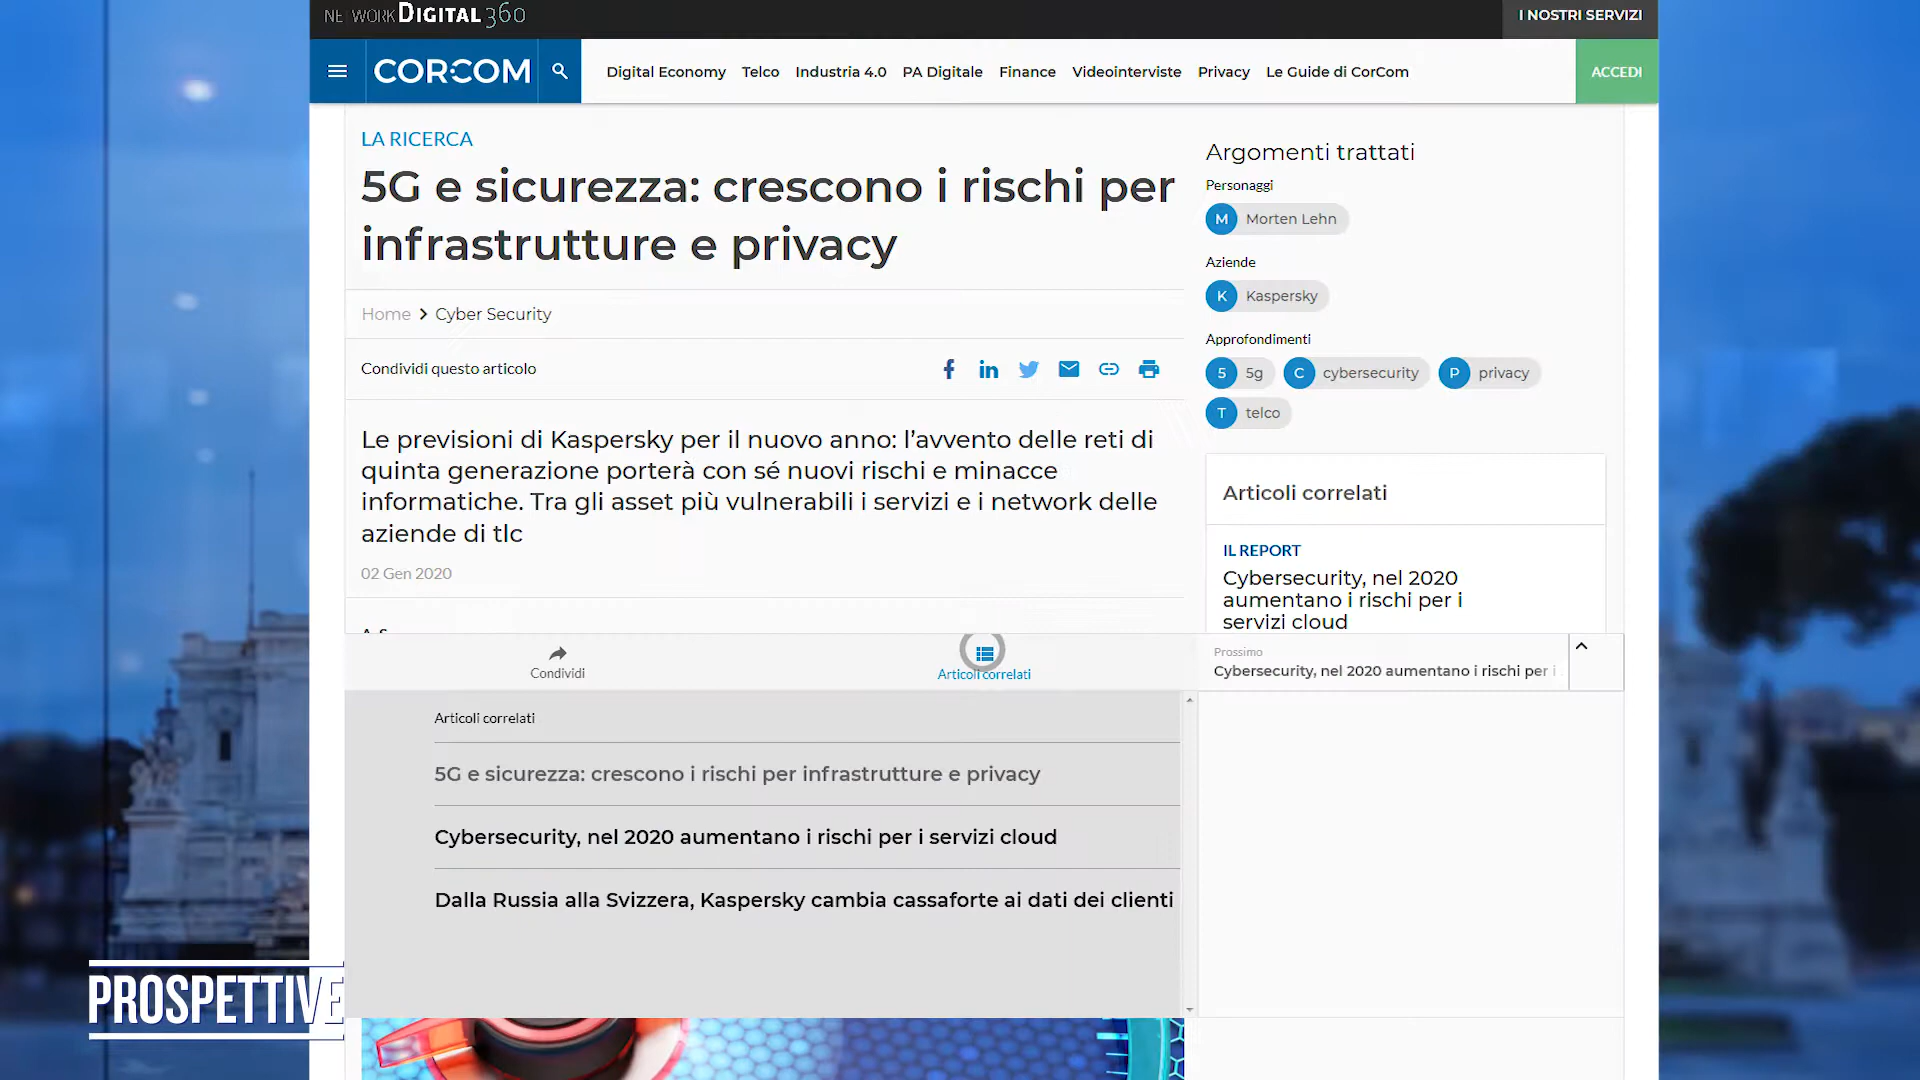 NETWORK DIGITAL 360
I NOSTRI SERVIZI
CORCOM
Digital Economy Telco Industria 4.0 PA Digitale Finance Videointerviste Privacy Le Guide di CorCom
ACCEDI
LA RICERCA
5G e sicurezza: crescono i rischi per
infrastrutture e privacy
Home > Cyber Security
Condividi questo articolo
Le previsioni di Kaspersky per il nuovo anno: l’avvento delle reti di
quinta generazione porterà con sé nuovi rischi e minacce
informatiche. Tra gli asset più vulnerabili i servizi e i network delle
aziende di tlc
02 Gen 2020
Argomenti trattati
Personaggi
M Morten Lehn
Aziende
K Kaspersky
Approfondimenti
5 5g C cybersecurity P privacy
T telco
Articoli correlati
IL REPORT
Cybersecurity, nel 2020
aumentano i rischi per i
servizi cloud
Condividi
Articoli correlati
Prossimo
Cybersecurity, nel 2020 aumentano i rischi per i
Articoli correlati
5G e sicurezza: crescono i rischi per infrastrutture e privacy
Cybersecurity, nel 2020 aumentano i rischi per i servizi cloud
Dalla Russia alla Svizzera, Kaspersky cambia cassaforte ai dati dei clienti
PROSPETTIVE